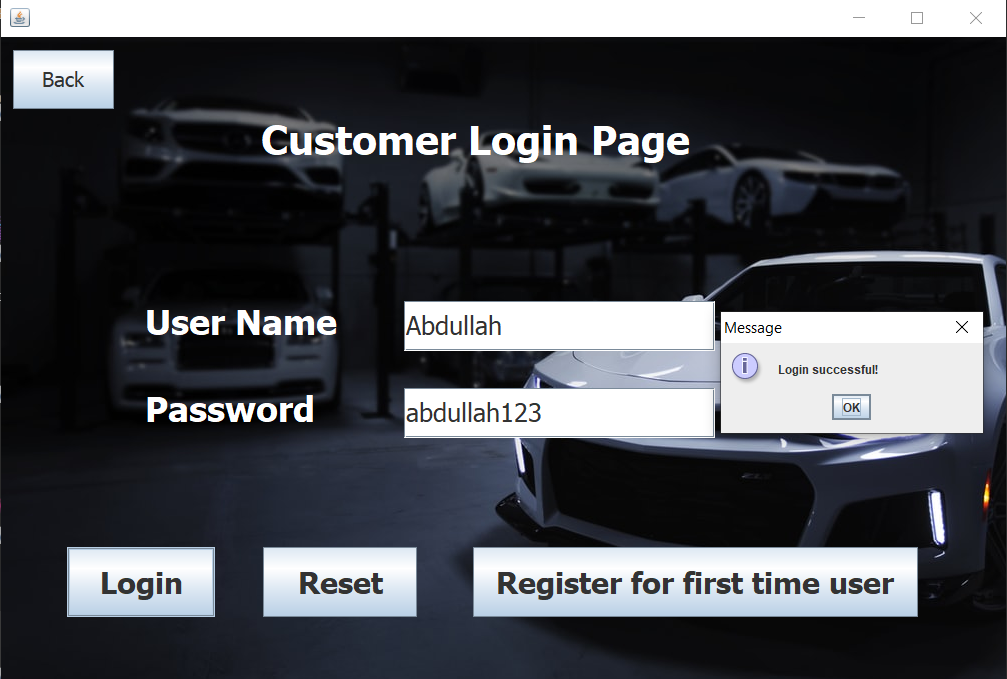 Back
Customer Login Page
User Name
Abdullah
Message
Login successful!
OK
Password
abdullah123
Login
Reset
Register for first time user